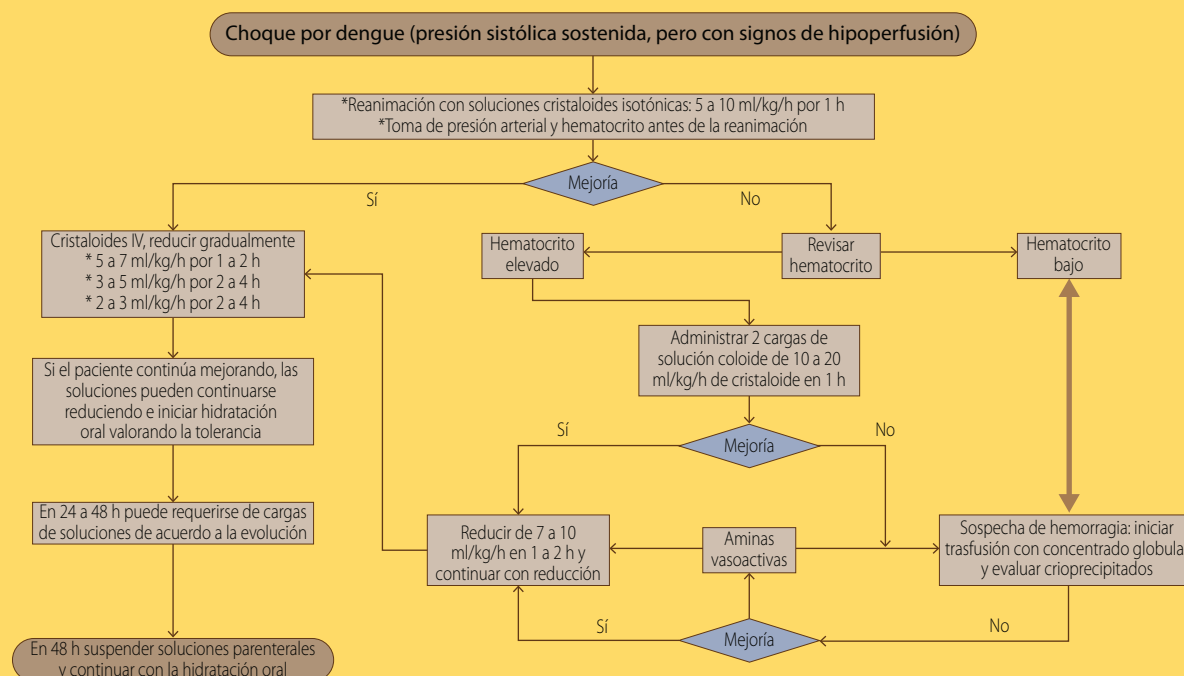 Choque por dengue (presión sistólica sostenida, pero con signos de hipoperfusión)
*Reanimación con soluciones cristaloides isotónicas: 5 a 10 ml/kg/h por 1 h
*Toma de presión arterial y hematocrito antes de la reanimación
Mejoría
Sí
No
Cristaloides IV, reducir gradualmente
* 5 a 7 ml/kg/h por 1 a 2 h
* 3 a 5 ml/kg/h por 2 a 4 h
* 2 a 3 ml/kg/h por 2 a 4 h
Hematocrito
elevado
Revisar
hematocrito
Hematocrito
bajo
Administrar 2 cargas de
solución coloide de 10 a 20
ml/kg/h de cristaloide en 1 h
Si el paciente continúa mejorando, las
soluciones pueden continuarse
reduciendo e iniciar hidratación
oral valorando la tolerancia
Sí
Mejoría
No
En 24 a 48 h puede requerirse de cargas
de soluciones de acuerdo a la evolución
Reducir de 7 a 10
ml/kg/h en 1 a 2 h y
continuar con reducción
Aminas
vasoactivas
Sospecha de hemorragia: iniciar
trasfusión con concentrado globula
y evaluar crioprecipitados
Sí
Mejoría
No
En 48 h suspender soluciones parenterales
y continuar con la hidratación oral